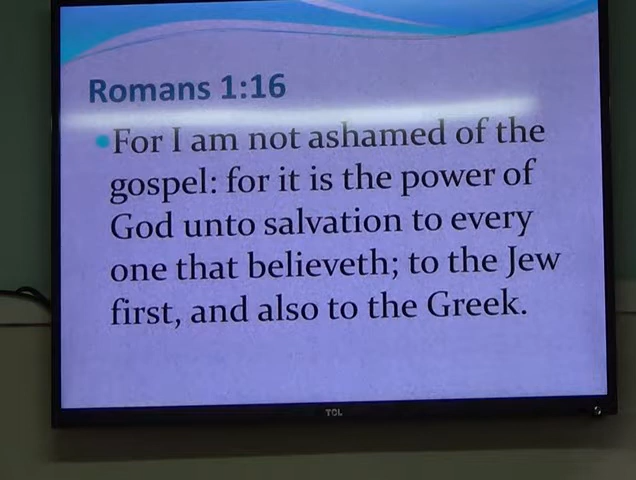 Romans 1:16
•For I am not ashamed of the
gospel: for it is the power of
God unto salvation to every
one that believeth; to the Jew
first, and also to the Greek.
TCL